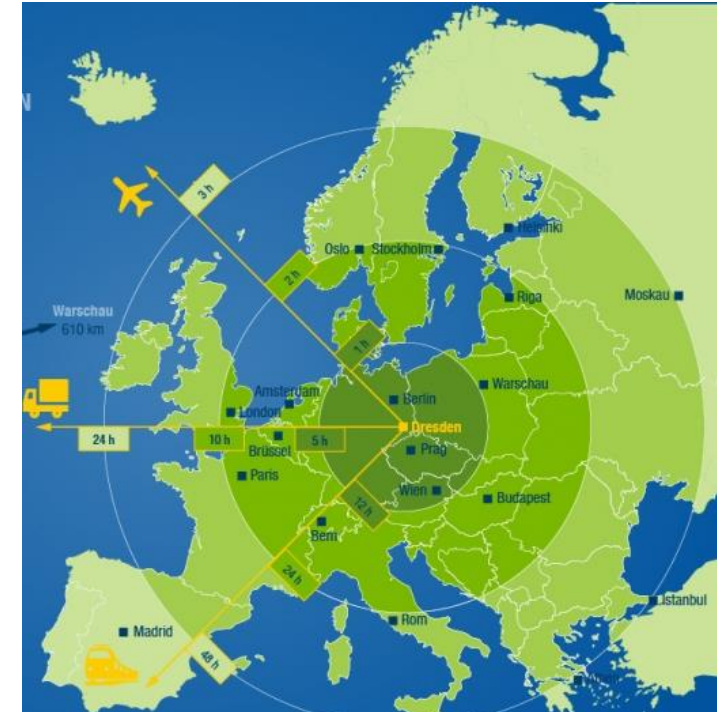 N
3 h
Helsinki
Oslo
Stockholm
2 h
Riga
Moskau
Warschau
610 km
1 h
Warschau
Amsterdam
Berlin
London
Dresden
24 h
10 h
5 h
Brüssel
Prag
Paris
Wien
12 h
Budapest
Bern
24 h
Istanbul
Rom
Madrid
48 h